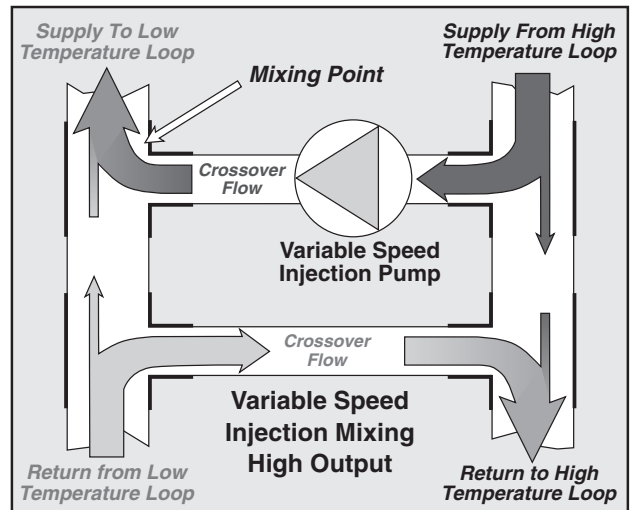 Supply To Low
Temperature Loop
Supply From High
Temperature Loop
Mixing Point
Crossover
Flow
Variable Speed
Injection Pump
Crossover
Flow
Variable Speed
Injection Mixing
High Output
Return from Low
Temperature Loop
Return to High
Temperature Loop